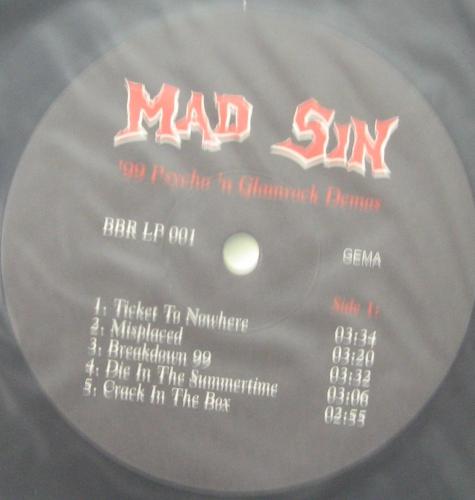 MAD SIN
'99 Psycho 'n Glamrock Demos
BBR LP 001
GEMA
Side 1:
1: Ticket To Nowhere 03:34
2: Misplaced 03:20
3: Breakdown 99 03:32
4: Die In The Summertime 03:06
5: Crack In The Box 02:55